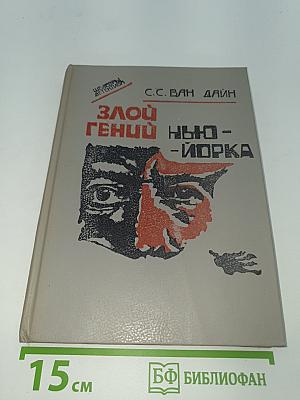 С.С. ВАН ДАЙН
ЗЛОЙ
ГЕНИЙ НЬЮ-
-ЙОРКА
15 см
БФ БИБЛИОФАН